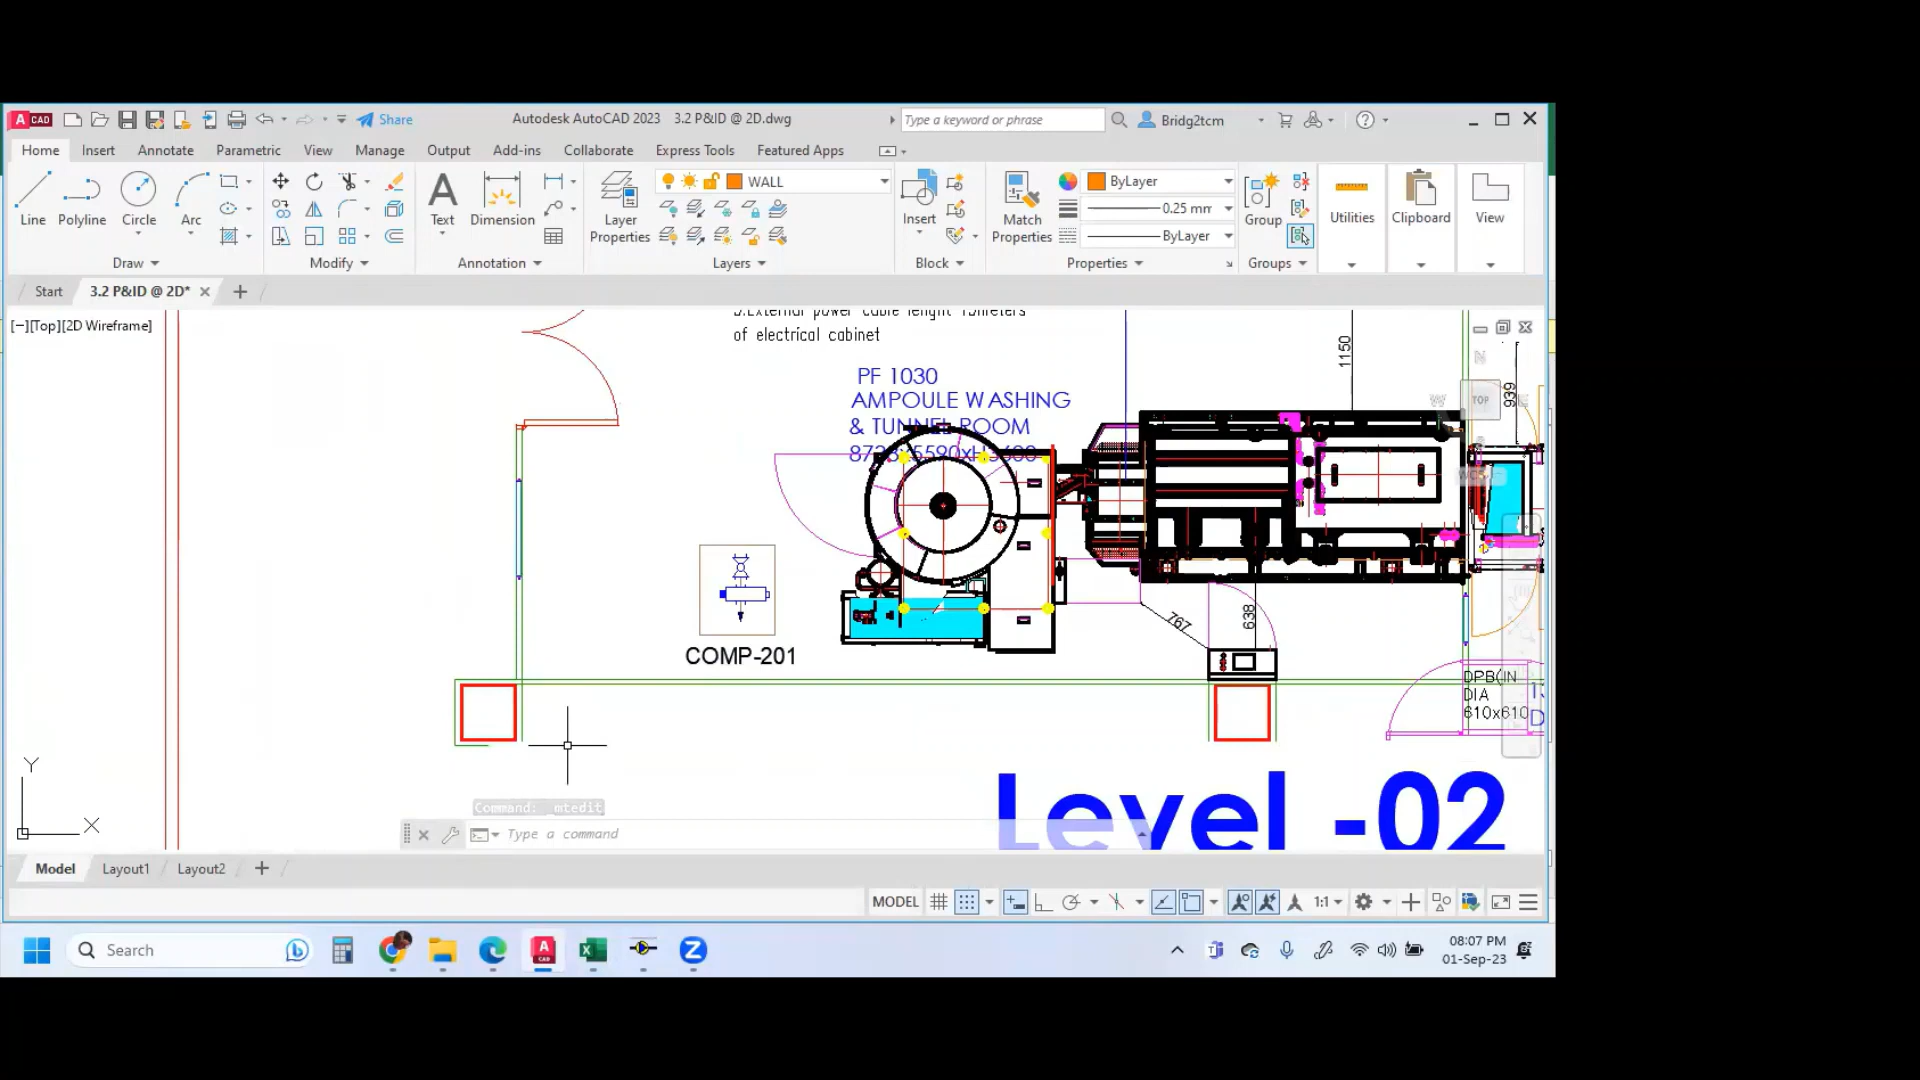 A CAD
Share
Autodesk AutoCAD 2023 3.2 P&ID @ 2D.dwg
Type a keyword or phrase
Bridg2tcm
Home Insert Annotate Parametric View Manage Output Add-ins Collaborate Express Tools Featured Apps
WALL
ByLayer
0.25 mm
ByLayer
Line Polyline Circle Arc
Text Dimension
Layer
Properties
Insert
Match
Properties
Group
Utilities Clipboard View
Draw Modify Annotation Layers Block Properties Groups
Start 3.2 P&ID @ 2D*
[−][Top][2D Wireframe]
of electrical cabinet
PF 1030
AMPOULE WASHING
& TUNNEL ROOM
1150
939
N
W TOP E
767
638
COMP-201
DPB(IN
DIA
610x610
Level -02
Y
X
Command: _mtedit
Type a command
Model Layout1 Layout2
MODEL 1:1
Search
08:07 PM
01-Sep-23